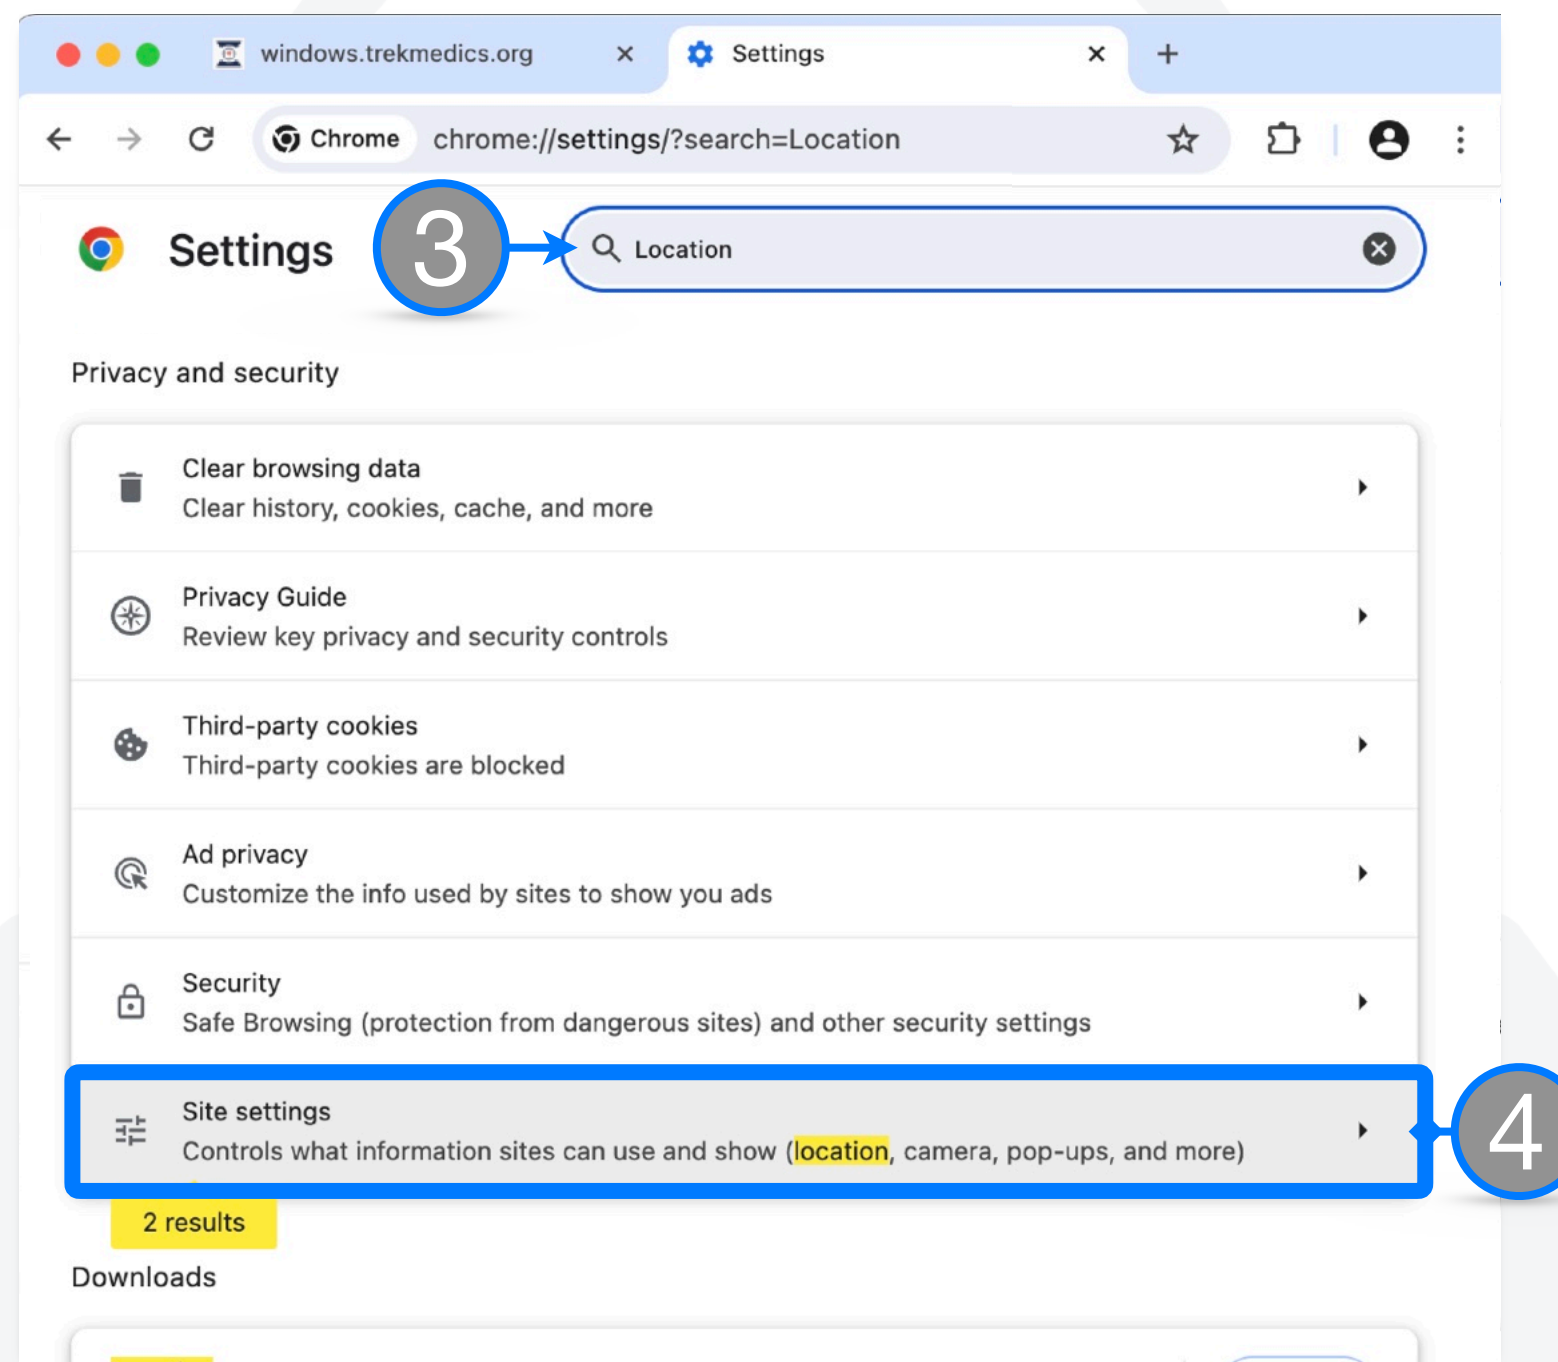 windows.trekmedics.org
Settings
Chrome
chrome://settings/?search=Location
Settings
3
Location
Privacy and security
Clear browsing data
Clear history, cookies, cache, and more
Privacy Guide
Review key privacy and security controls
Third-party cookies
Third-party cookies are blocked
Ad privacy
Customize the info used by sites to show you ads
Security
Safe Browsing (protection from dangerous sites) and other security settings
Site settings
Controls what information sites can use and show (location, camera, pop-ups, and more)
4
2 results
Downloads